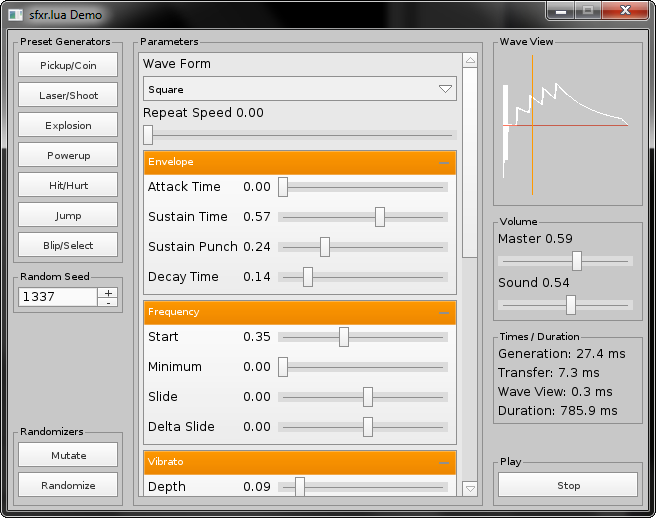 sfxr.lua Demo
Preset Generators
Pickup/Coin
Laser/Shoot
Explosion
Powerup
Hit/Hurt
Jump
Blip/Select
Random Seed
1337
+
-
Randomizers
Mutate
Randomize
Parameters
Wave Form
Square
Repeat Speed 0.00
Envelope
Attack Time 0.00
Sustain Time 0.57
Sustain Punch 0.24
Decay Time 0.14
Frequency
Start 0.35
Minimum 0.00
Slide 0.00
Delta Slide 0.00
Vibrato
Depth 0.09
Wave View
Volume
Master 0.59
Sound 0.54
Times / Duration
Generation: 27.4 ms
Transfer: 7.3 ms
Wave View: 0.3 ms
Duration: 785.9 ms
Play
Stop